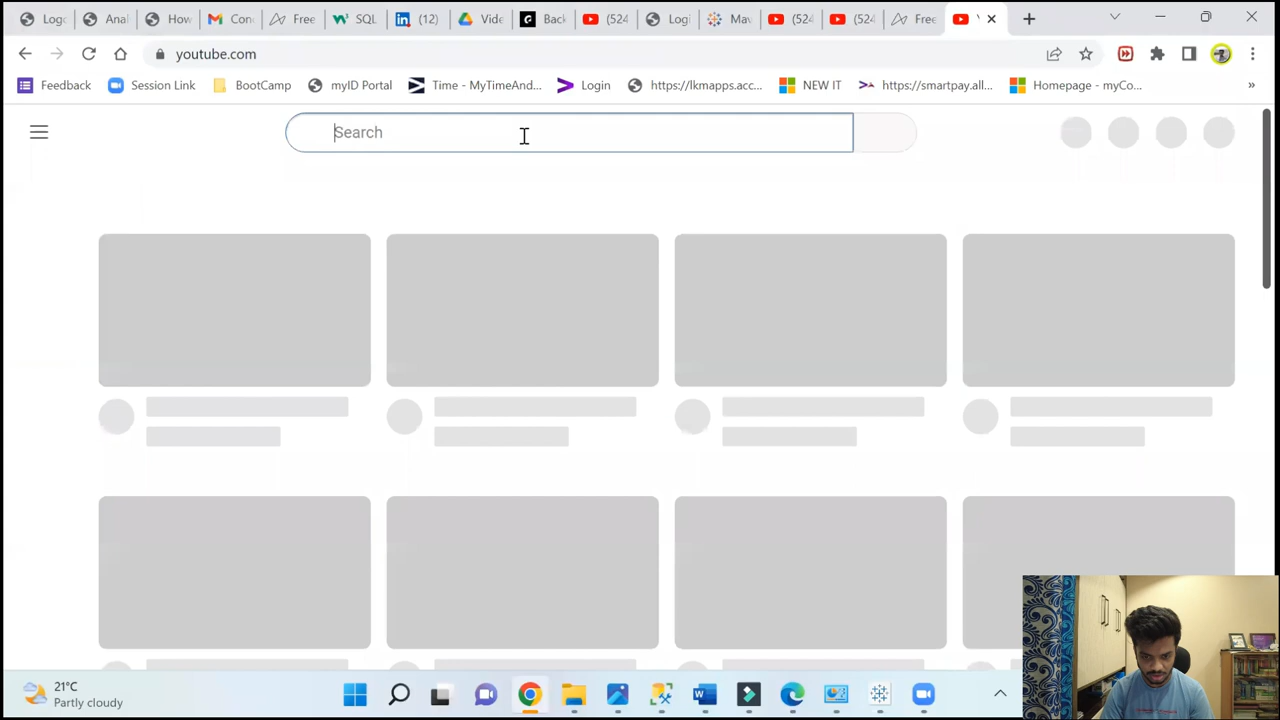 Logo
Anal
How
Con
Free
SQL
(12)
Vide
Back
(524
Logi
Mav
(524
(524
Free
youtube.com
Feedback
Session Link
BootCamp
myID Portal
Time - MyTimeAnd...
Login
https://lkmapps.acc...
NEW IT
https://smartpay.all...
Homepage - myCo...
»
Search
21°C
Partly cloudy